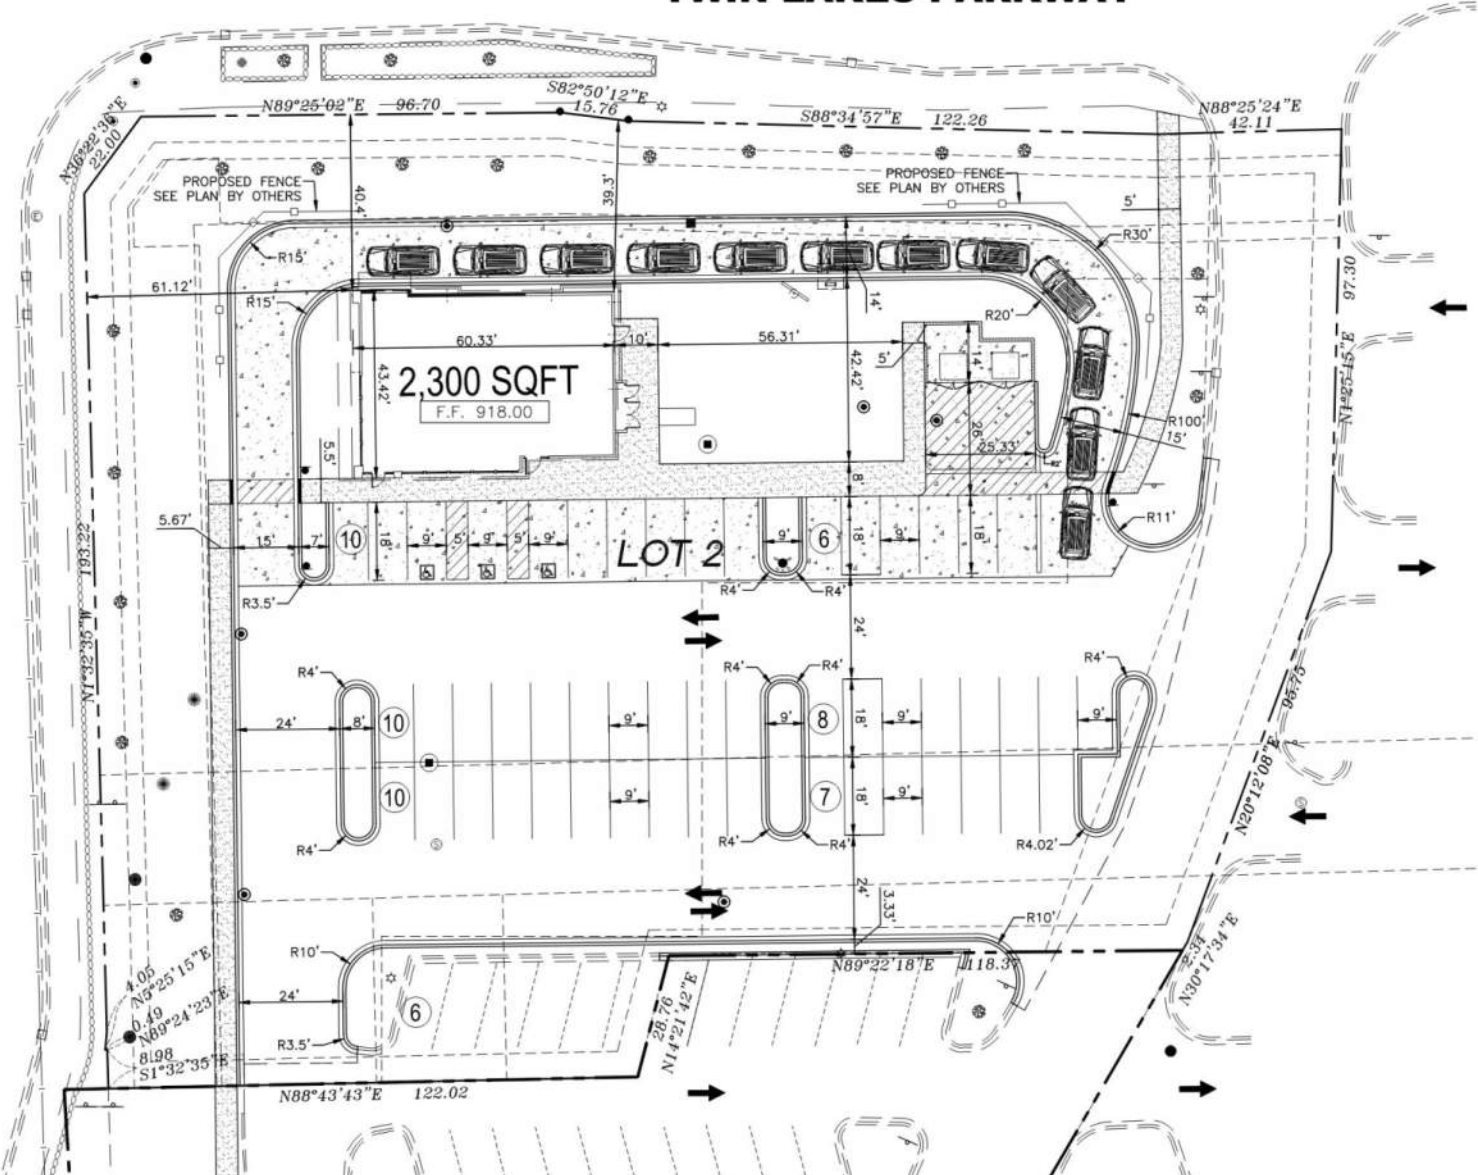 TWIN LAKES PARKWAY
N89°25'02"E 96.70
S82°50'12"E
15.76
S88°34'57"E 122.26
N88°25'24"E
42.11
N36°22'36"E
22.00
PROPOSED FENCE
SEE PLAN BY OTHERS
PROPOSED FENCE
SEE PLAN BY OTHERS
40.4'
39.3'
5'
R15'
R30'
61.12'
R15'
14'
R20'
97.30
N1°25'15"E
60.33'
10'
56.31'
5'
14'
43.42'
2,300 SQFT
F.F. 918.00
42.42'
R100'
15'
26'
25.33'
5.5'
8'
5.67'
15'
7'
10
18'
9'
5'
9'
5'
9'
LOT 2
9'
6
18'
9'
18'
R11'
R3.5'
R4'
R4'
163.22
N1°32'35"W
24'
R4'
R4'
R4'
R4'
24'
8'
10
9'
9'
8
18'
9'
9'
95.75
N20°12'08"E
10
9'
7
18'
9'
R4'
R4'
R4'
R4.02'
24'
3.33'
R10'
R10'
N89°22'18"E 118.37
2.34
N30°17'34"E
4.05
N5°25'15"E
0.49
N89°24'23"E
8.98
S1°32'35"E
24'
6
R3.5'
28.76
N14°21'42"E
N88°43'43"E 122.02